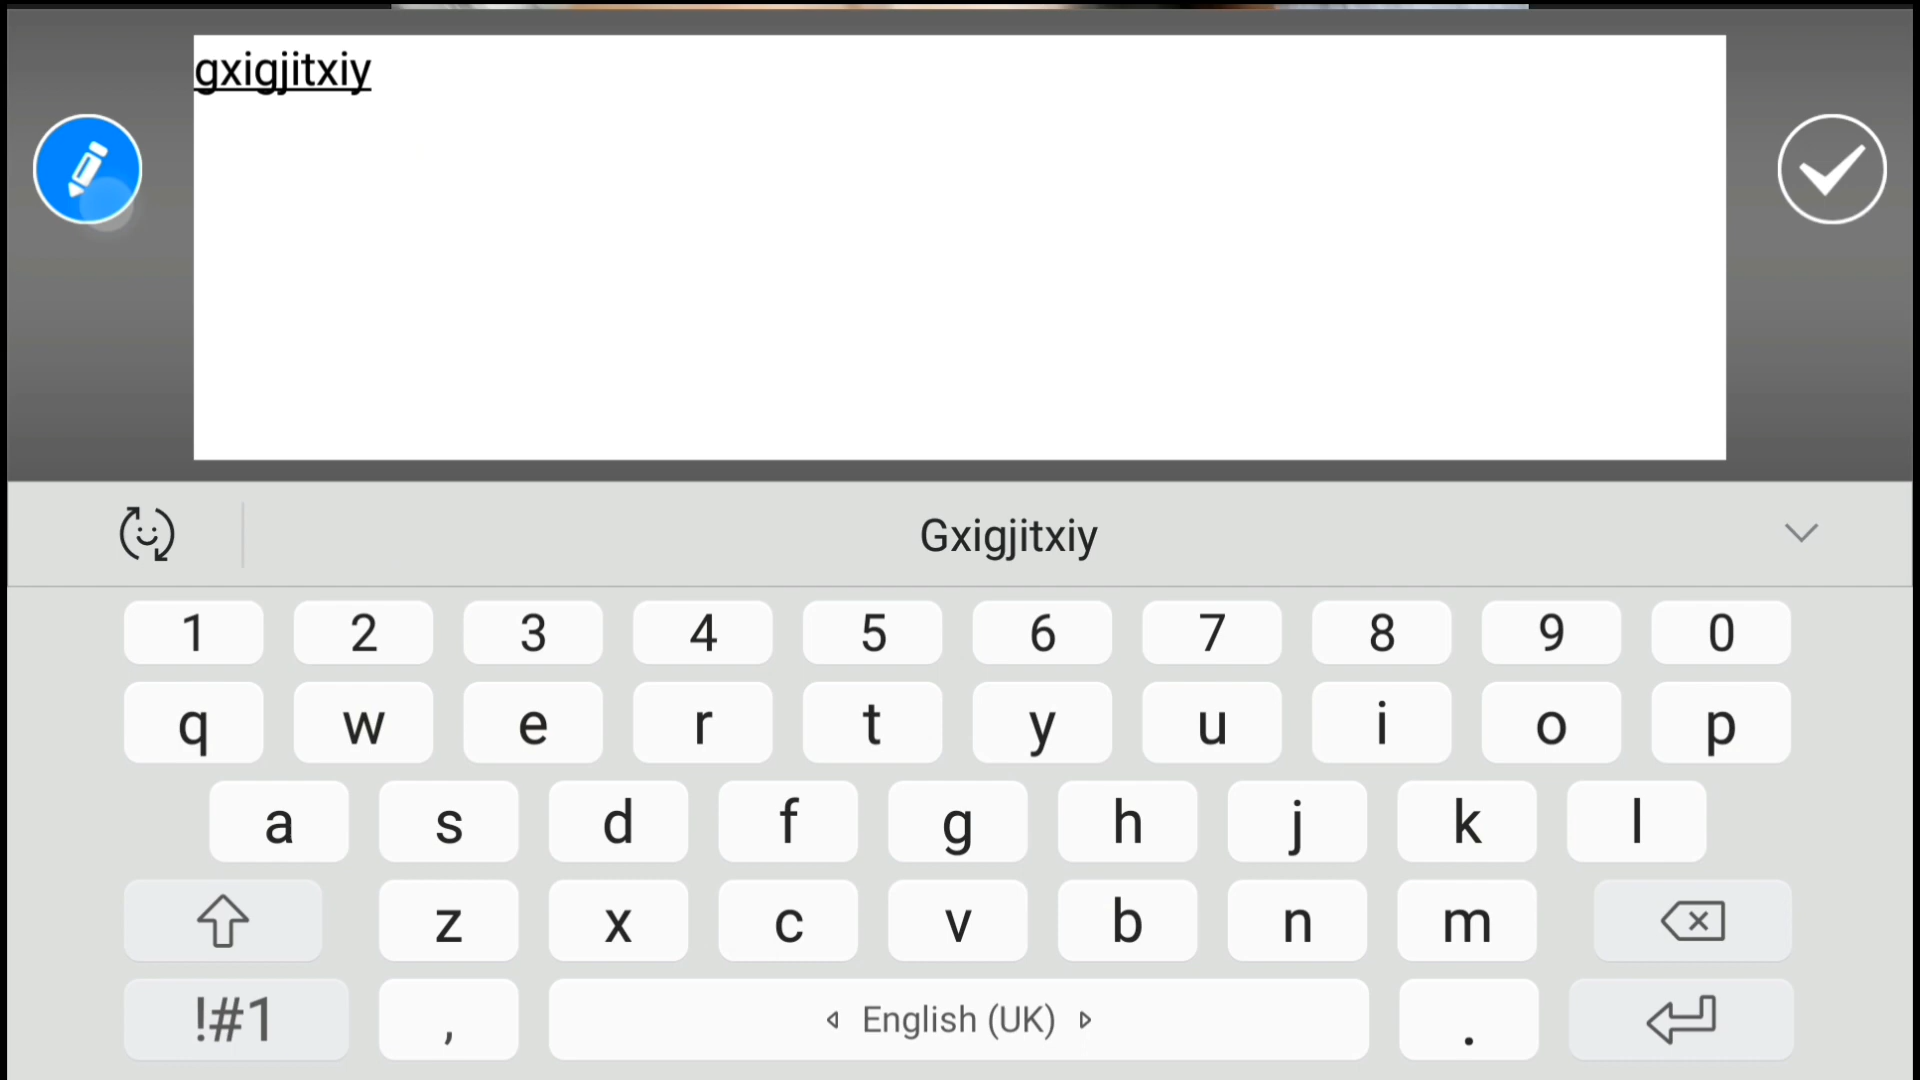 gxigjitxiy
Gxigjitxiy
1 2 3 4 5 6 7 8 9 0
q w e r t y u i o p
a s d f g h j k l
z x c v b n m
!#1 , English (UK) .